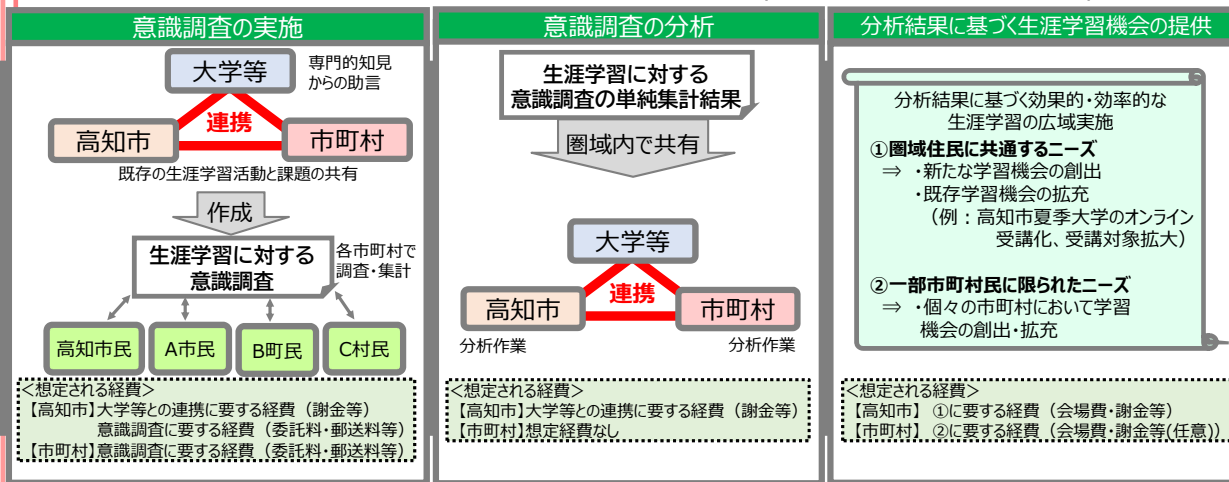 意識調査の実施
大学等
専門的知見
からの助言
連携
高知市
市町村
既存の生涯学習活動と課題の共有
作成
生涯学習に対する
意識調査
各市町村で
調査・集計
高知市民
A市民
B町民
C村民
<想定される経費>
【高知市】大学等との連携に要する経費（謝金等）
意識調査に要する経費（委託料・郵送料等）
【市町村】意識調査に要する経費（委託料・郵送料等）
意識調査の分析
生涯学習に対する
意識調査の単純集計結果
圏域内で共有
大学等
連携
高知市
市町村
分析作業
分析作業
<想定される経費>
【高知市】大学等との連携に要する経費（謝金等）
【市町村】想定経費なし
分析結果に基づく生涯学習機会の提供
分析結果に基づく効果的・効率的な
生涯学習の広域実施
①圏域住民に共通するニーズ
⇒ ・新たな学習機会の創出
・既存学習機会の拡充
（例：高知市夏季大学のオンライン
受講化、受講対象拡大）
②一部市町村民に限られたニーズ
⇒ ・個々の市町村において学習
機会の創出・拡充
<想定される経費>
【高知市】 ①に要する経費（会場費・謝金等）
【市町村】 ②に要する経費（会場費・謝金等(任意)）